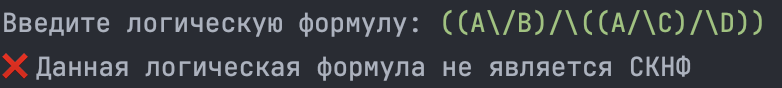 Введите логическую формулу: ((A\/B)/\((A/\C)/\D))
❌ Данная логическая формула не является СКНФ